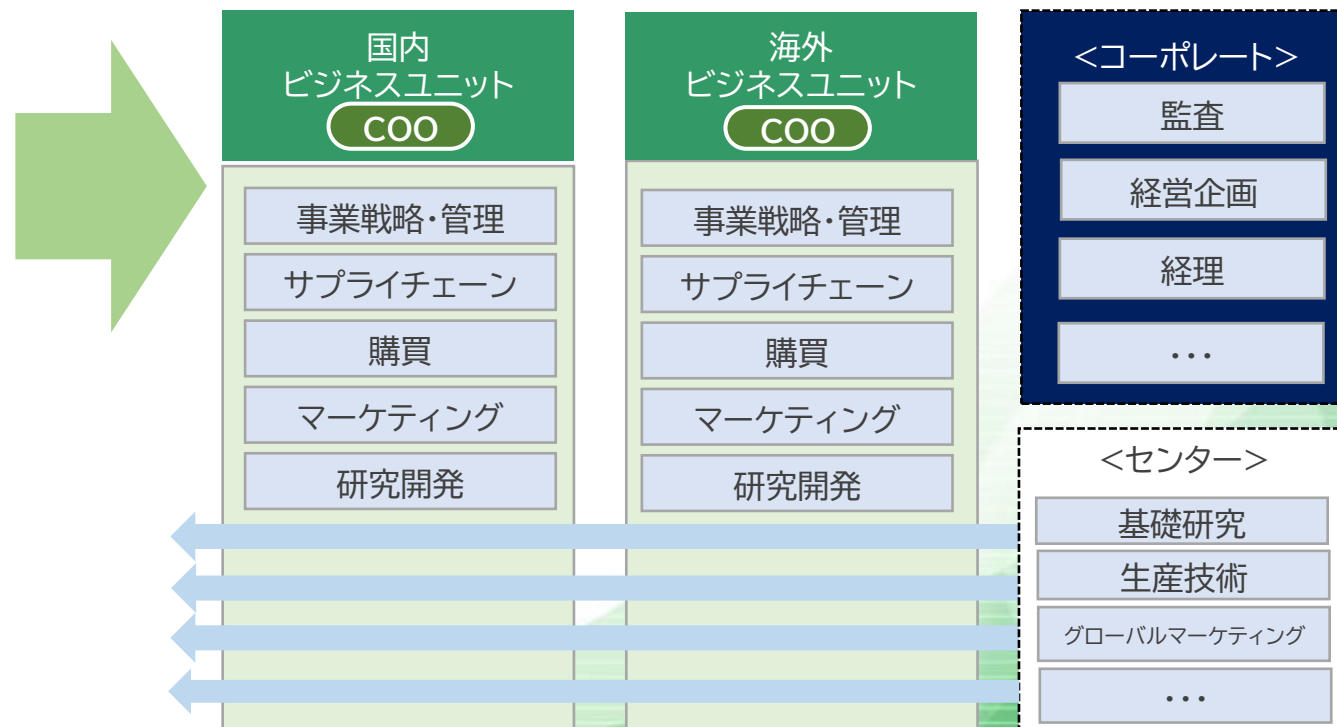 国内
ビジネスユニット
COO
事業戦略・管理
サプライチェーン
購買
マーケティング
研究開発
海外
ビジネスユニット
COO
事業戦略・管理
サプライチェーン
購買
マーケティング
研究開発
<コーポレート>
監査
経営企画
経理
・・・
<センター>
基礎研究
生産技術
グローバルマーケティング
・・・